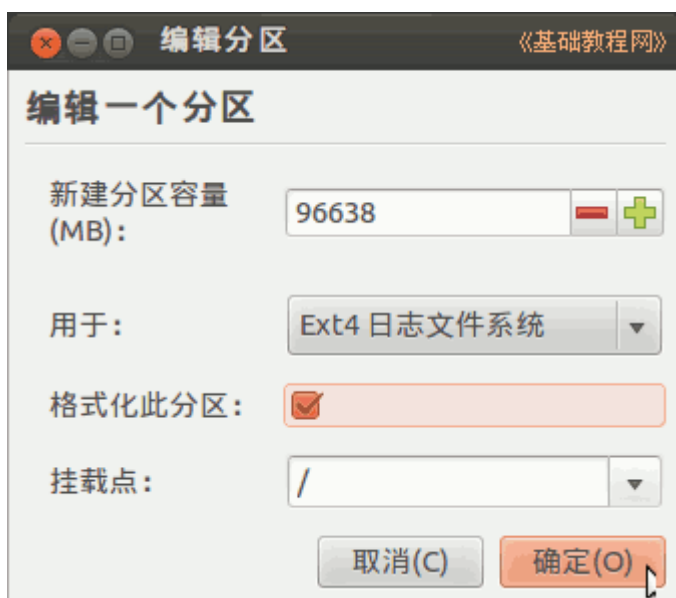 编辑分区 《基础教程网》
编辑一个分区
新建分区容量
(MB)： 96638
用于： Ext4 日志文件系统
格式化此分区：
挂载点： /
取消(C) 确定(O)